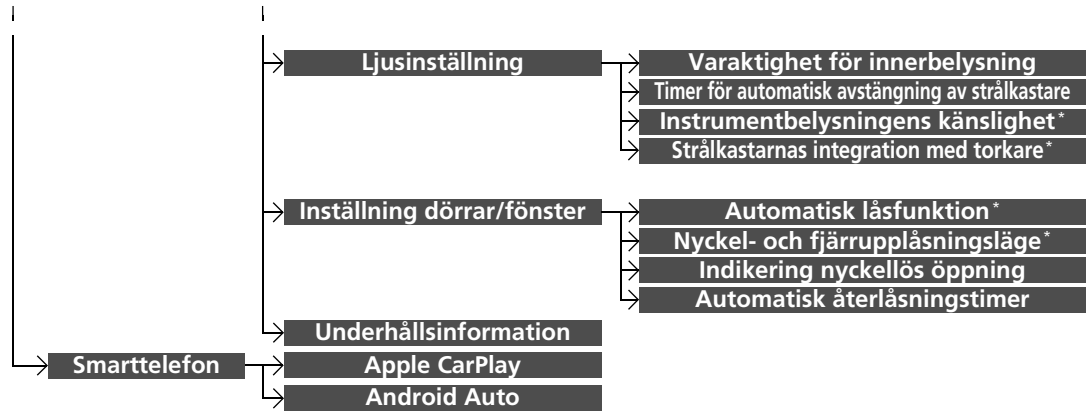 Ljusinställning
Varaktighet för innerbelysning
Timer för automatisk avstängning av strålkastare
Instrumentbelysningens känslighet*
Strålkastarnas integration med torkare*
Inställning dörrar/fönster
Automatisk låsfunktion*
Nyckel- och fjärrupplåsningsläge*
Indikering nyckellös öppning
Automatisk återlåsningstimer
Underhållsinformation
Smarttelefon
Apple CarPlay
Android Auto